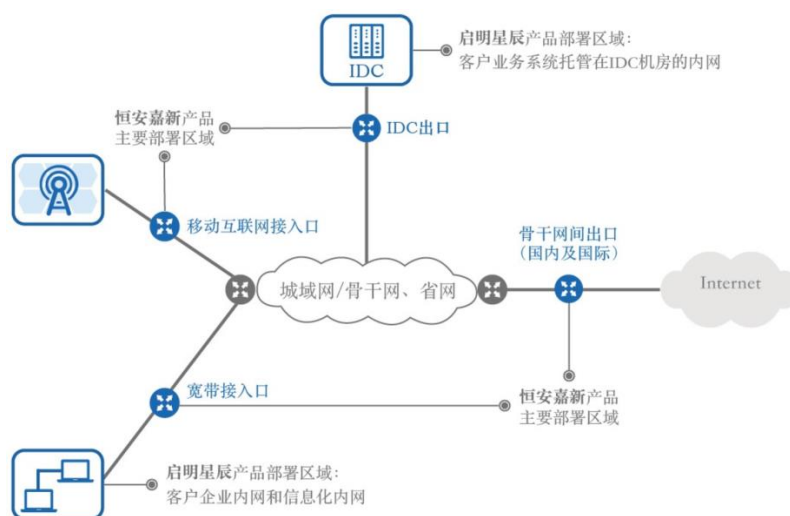 IDC
启明星辰产品部署区域：
客户业务系统托管在IDC机房的内网
恒安嘉新产品
主要部署区域
IDC出口
移动互联网接入口
骨干网间出口
（国内及国际）
城域网/骨干网、省网
Internet
宽带接入口
恒安嘉新产品
主要部署区域
启明星辰产品部署区域：
客户企业内网和信息化内网